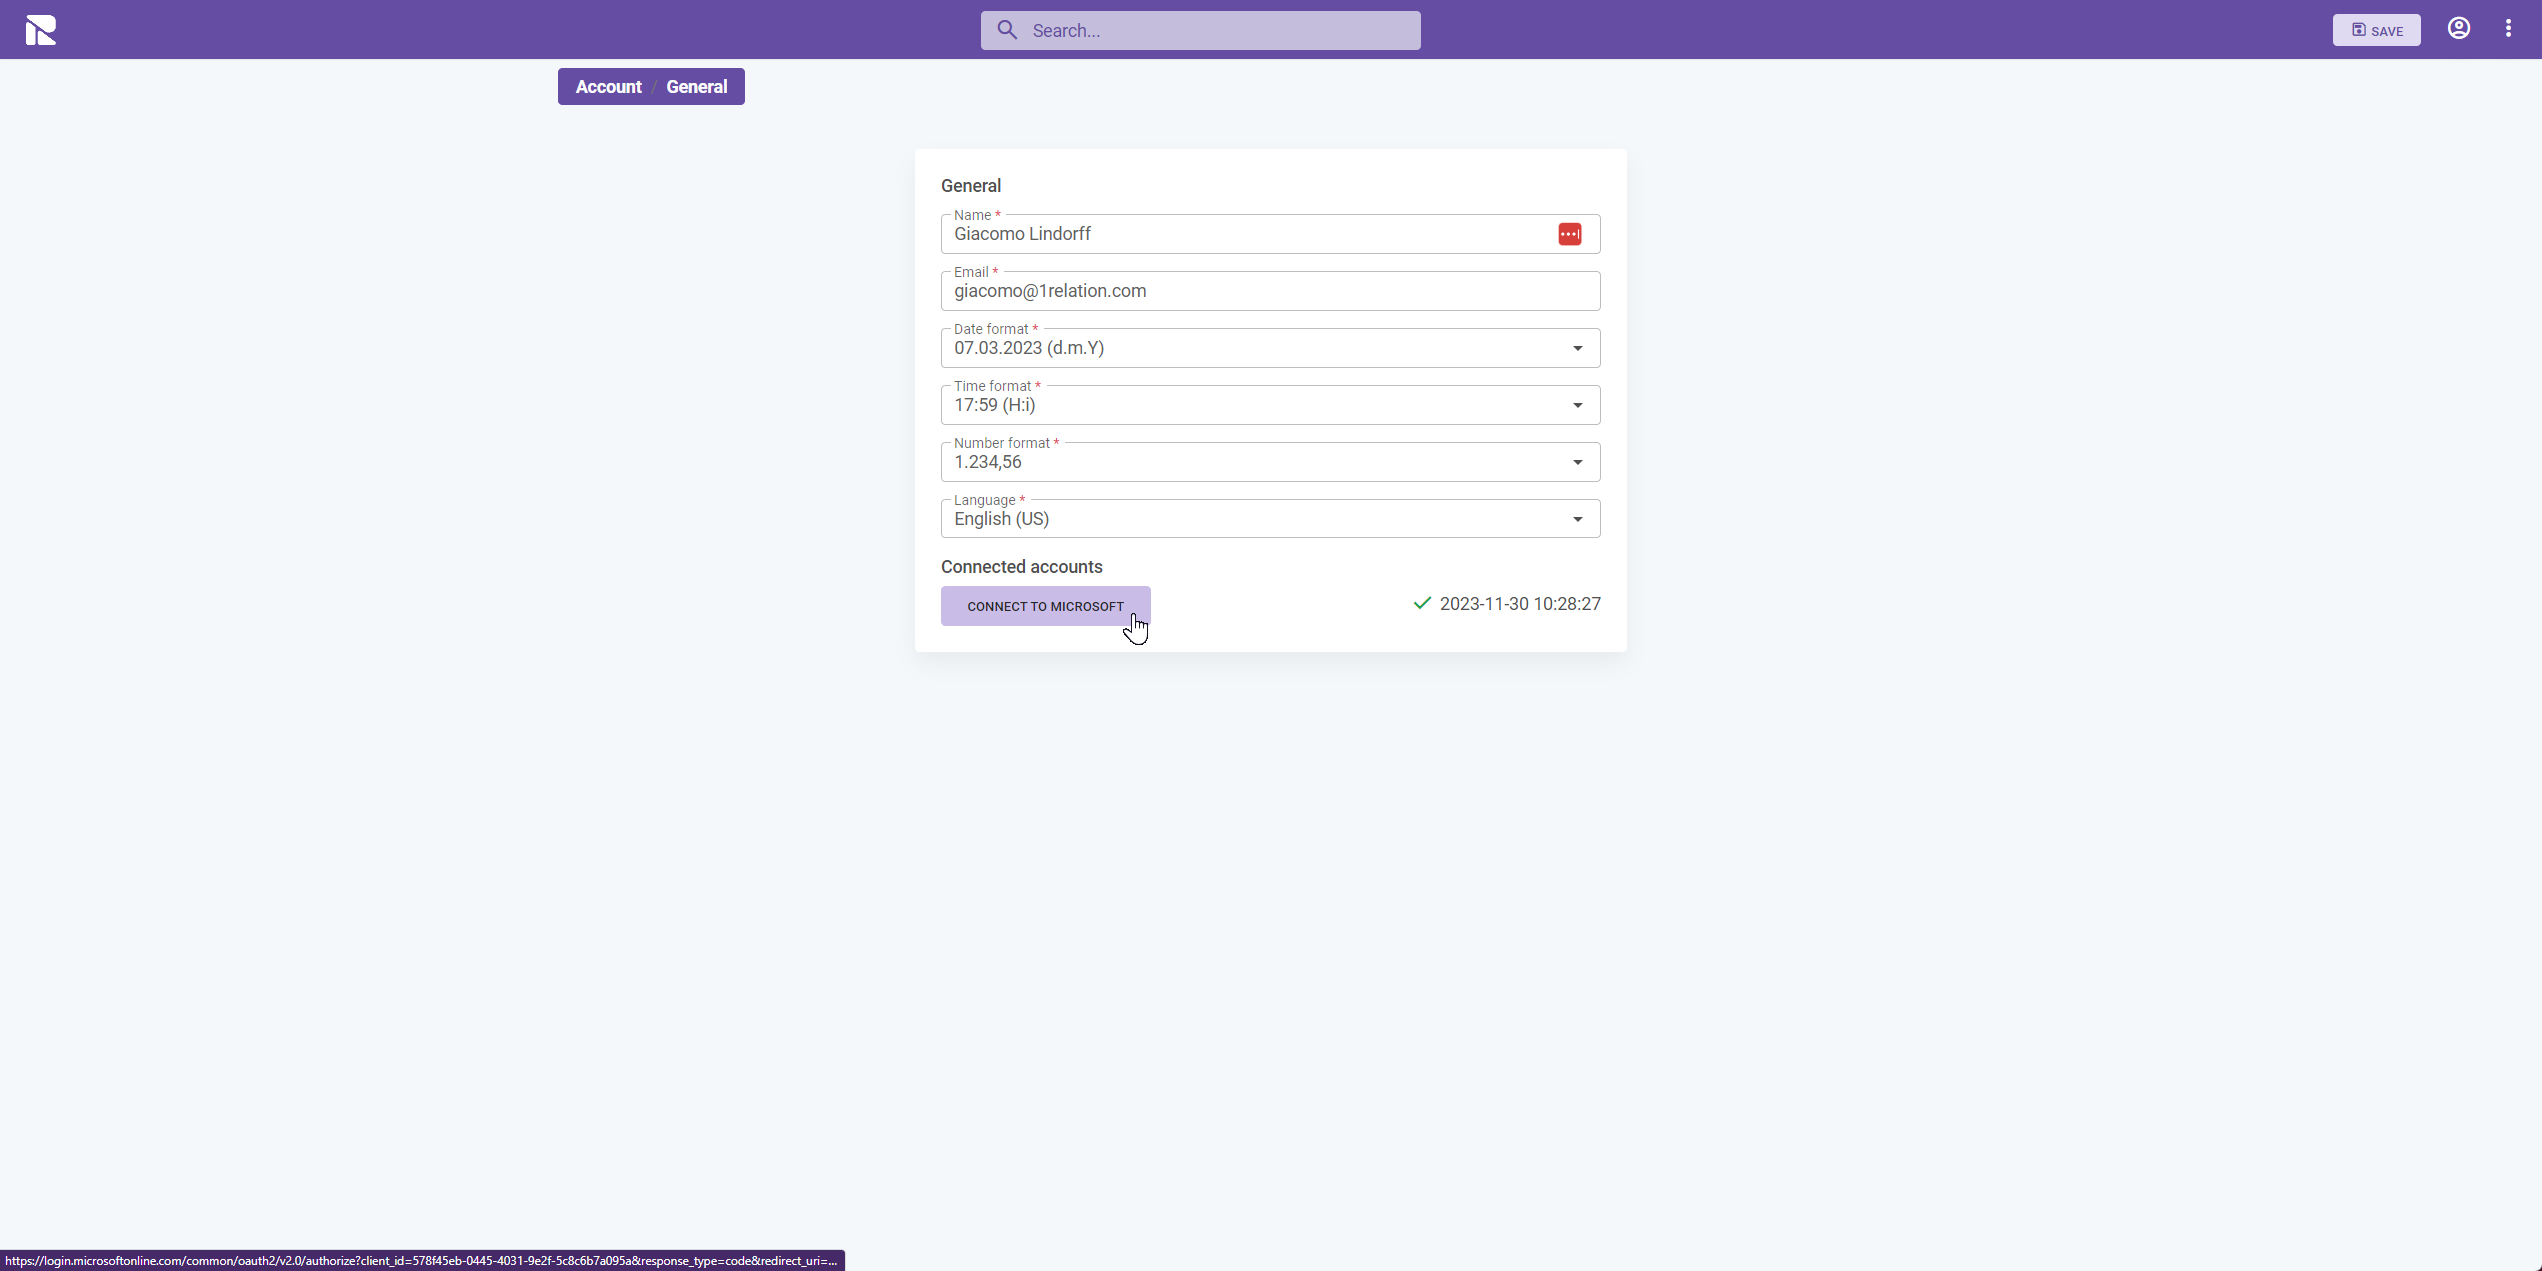 Search...
SAVE
Account / General
General
Name *
Giacomo Lindorff
Email *
giacomo@1relation.com
Date format *
07.03.2023 (d.m.Y)
Time format *
17:59 (H:i)
Number format *
1.234,56
Language *
English (US)
Connected accounts
CONNECT TO MICROSOFT
2023-11-30 10:28:27
https://login.microsoftonline.com/common/oauth2/v2.0/authorize?client_id=578f45eb-0445-4031-9e2f-5c8c6b7a095a&response_type=code&redirect_uri=...